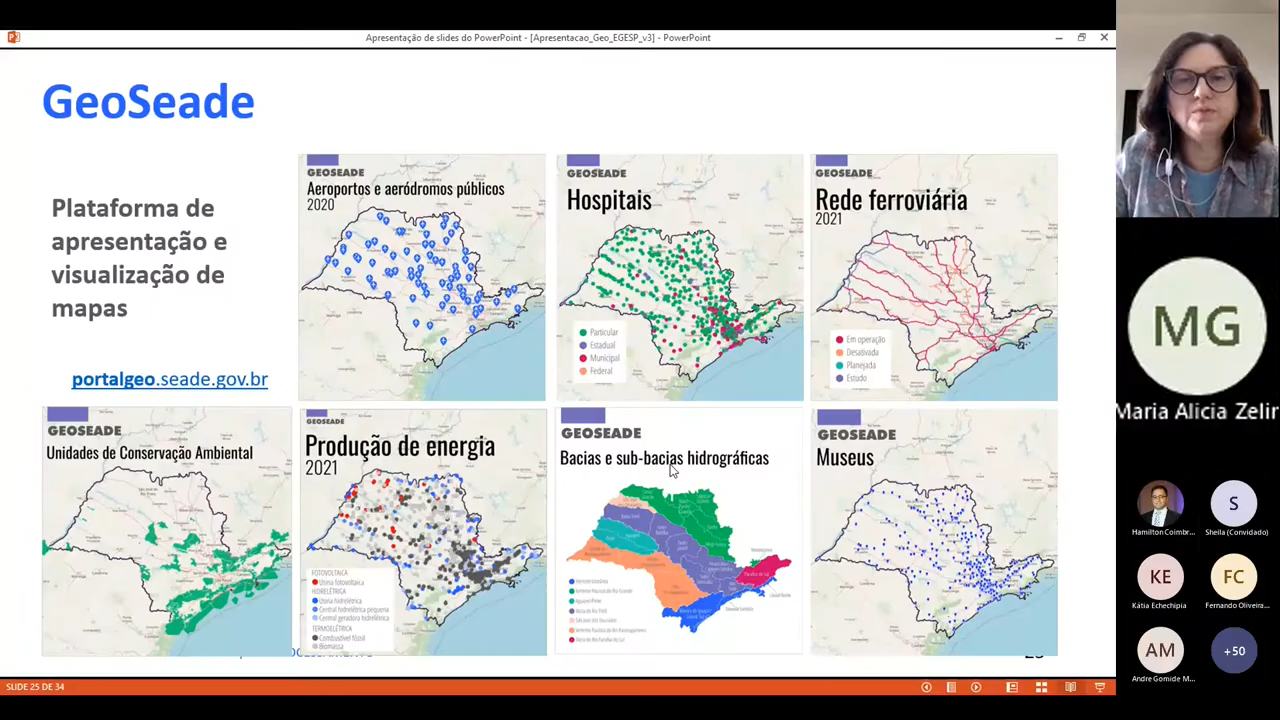 Apresentação de slides do PowerPoint - [Apresentacao_Geo_EGESP_v3] - PowerPoint
GeoSeade
Plataforma de
apresentação e
visualização de
mapas
portalgeo.seade.gov.br
GEOSEADE
Aeroportos e aeródromos públicos
2020
GEOSEADE
Hospitais
Particular
Estadual
Municipal
Federal
GEOSEADE
Rede ferroviária
2021
Em operação
Desativada
Planejada
Estudo
GEOSEADE
Unidades de Conservação Ambiental
GEOSEADE
Produção de energia
2021
FOTOVOLTAICA
Usina fotovoltaica
HIDRELÉTRICA
Usina hidrelétrica
Central hidrelétrica pequena
Central geradora hidrelétrica
TERMOELÉTRICA
Combustível fóssil
Biomassa
GEOSEADE
Bacias e sub-bacias hidrográficas
GEOSEADE
Museus
SLIDE 25 DE 34
MG
Maria Alicia Zelin
Hamilton Coimbr...
S
Sheila (Convidado)
KE
Kátia Echechipia
FC
Fernando Oliveira...
AM
Andre Gomide M...
+50